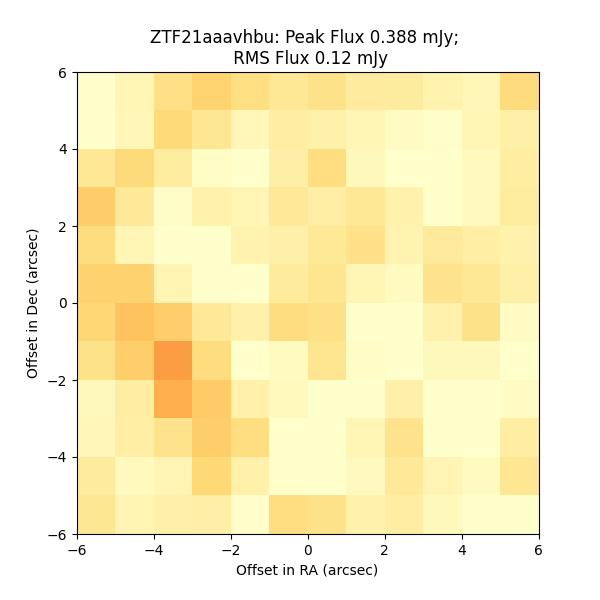 ZTF21aaavhbu: Peak Flux 0.388 mJy;
RMS Flux 0.12 mJy
6
4
2
0
−2
−4
−6
Offset in Dec (arcsec)
−6 −4 −2 0 2 4 6
Offset in RA (arcsec)